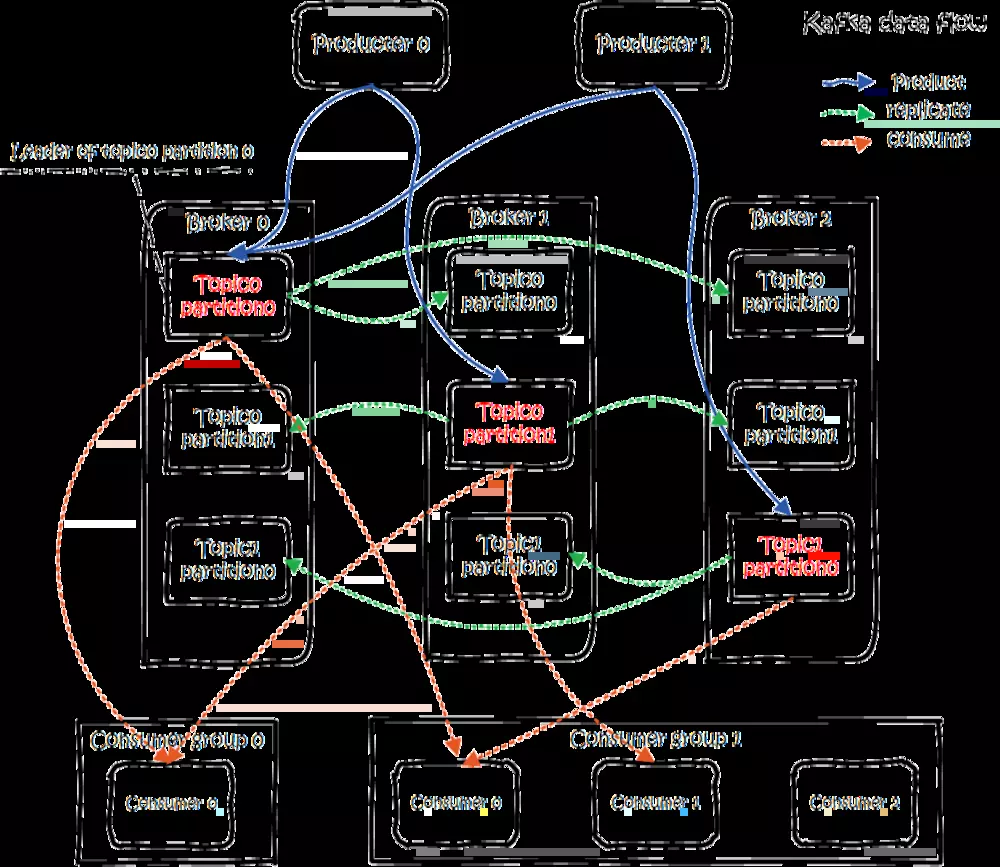 Kafka data flow
Producter 0
Producter 1
Product
replicate
consume
Leader of topic0 partition 0
Broker 0
Broker 1
Broker 2
Topic0
partition0
Topic0
partition0
Topic0
partition0
Topic0
partition1
Topic0
partition1
Topic0
partition1
Topic1
partition0
Topic1
partition0
Topic1
partition0
Consumer group 0
Consumer group 1
Consumer 0
Consumer 0
Consumer 1
Consumer 2